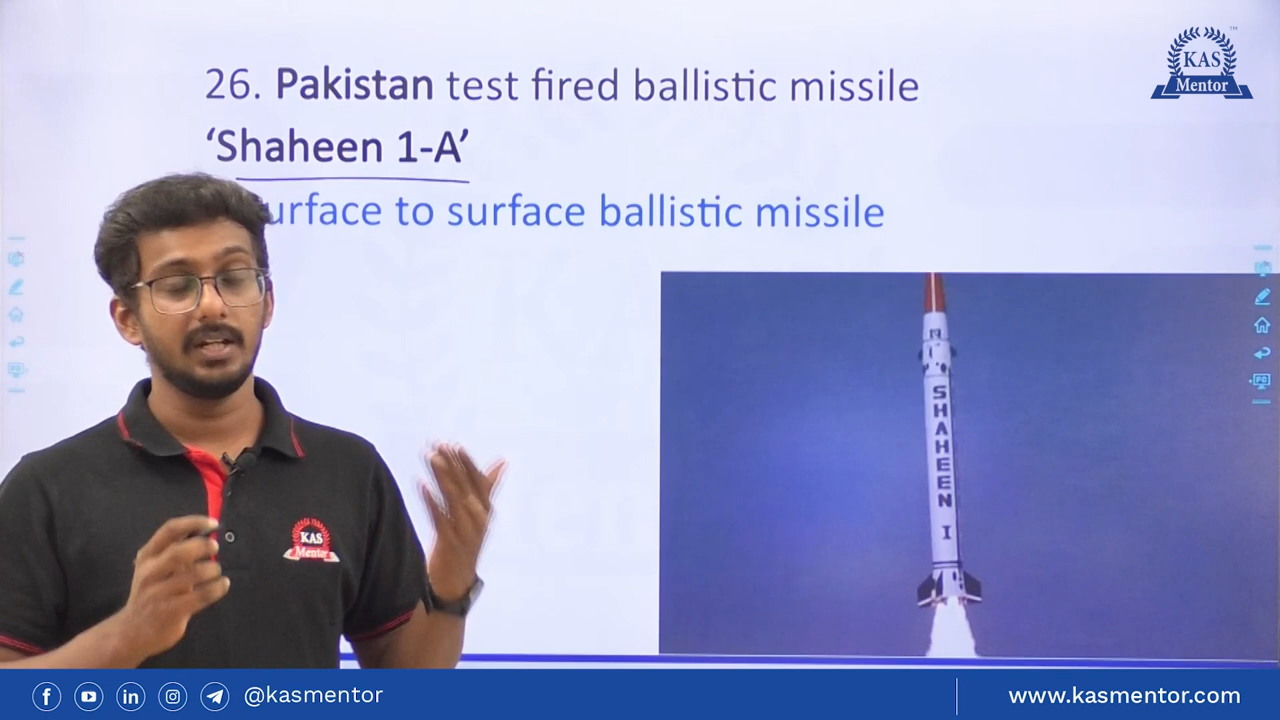 26. Pakistan test fired ballistic missile
‘Shaheen 1-A’
urface to surface ballistic missile
KAS
Mentor
TM
SHAHEEN I
KAS
Mentor
@kasmentor
www.kasmentor.com